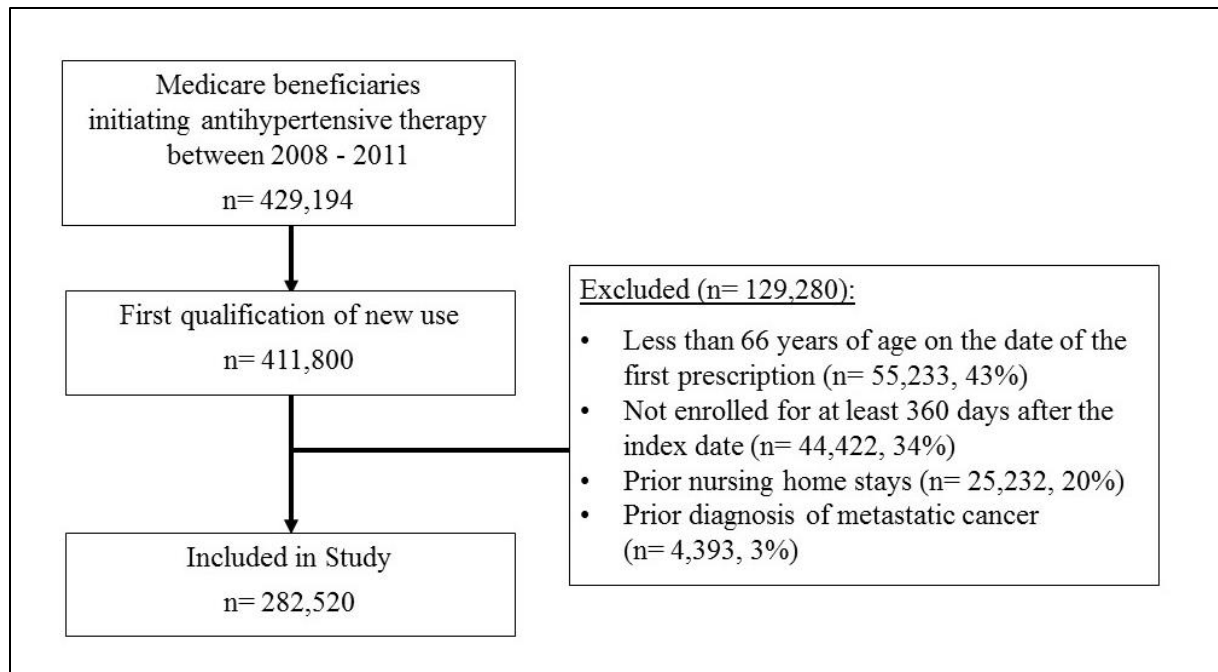 Medicare beneficiaries
initiating antihypertensive therapy
between 2008 - 2011
n= 429,194
First qualification of new use
n= 411,800
Excluded (n= 129,280):
• Less than 66 years of age on the date of the
first prescription (n= 55,233, 43%)
• Not enrolled for at least 360 days after the
index date (n= 44,422, 34%)
• Prior nursing home stays (n= 25,232, 20%)
• Prior diagnosis of metastatic cancer
(n= 4,393, 3%)
Included in Study
n= 282,520